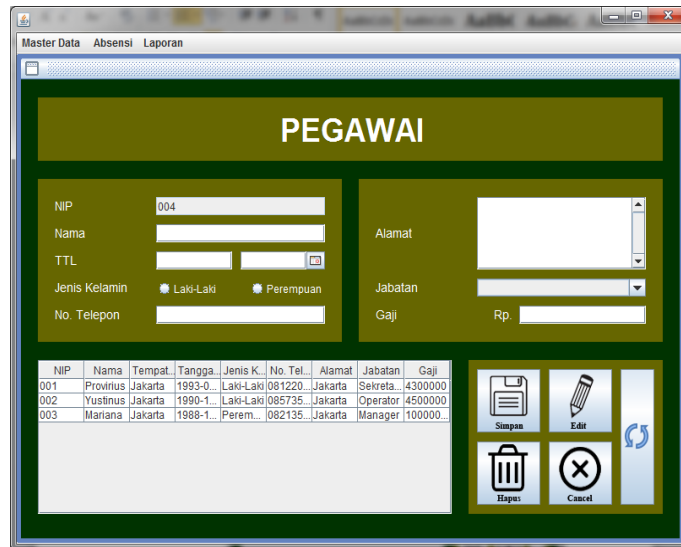 Master Data Absensi Laporan
PEGAWAI
NIP 004
Nama
TTL
Jenis Kelamin Laki-Laki Perempuan
No. Telepon
Alamat
Jabatan
Gaji Rp.
NIP Nama Tempat... Tangga... Jenis K... No. Tel... Alamat Jabatan Gaji
001 Provirius Jakarta 1993-0... Laki-Laki 081220... Jakarta Sekreta... 4300000
002 Yustinus Jakarta 1990-1... Laki-Laki 085735... Jakarta Operator 4500000
003 Mariana Jakarta 1988-1... Perem... 082135... Jakarta Manager 100000...
Simpan Edit
Hapus Cancel